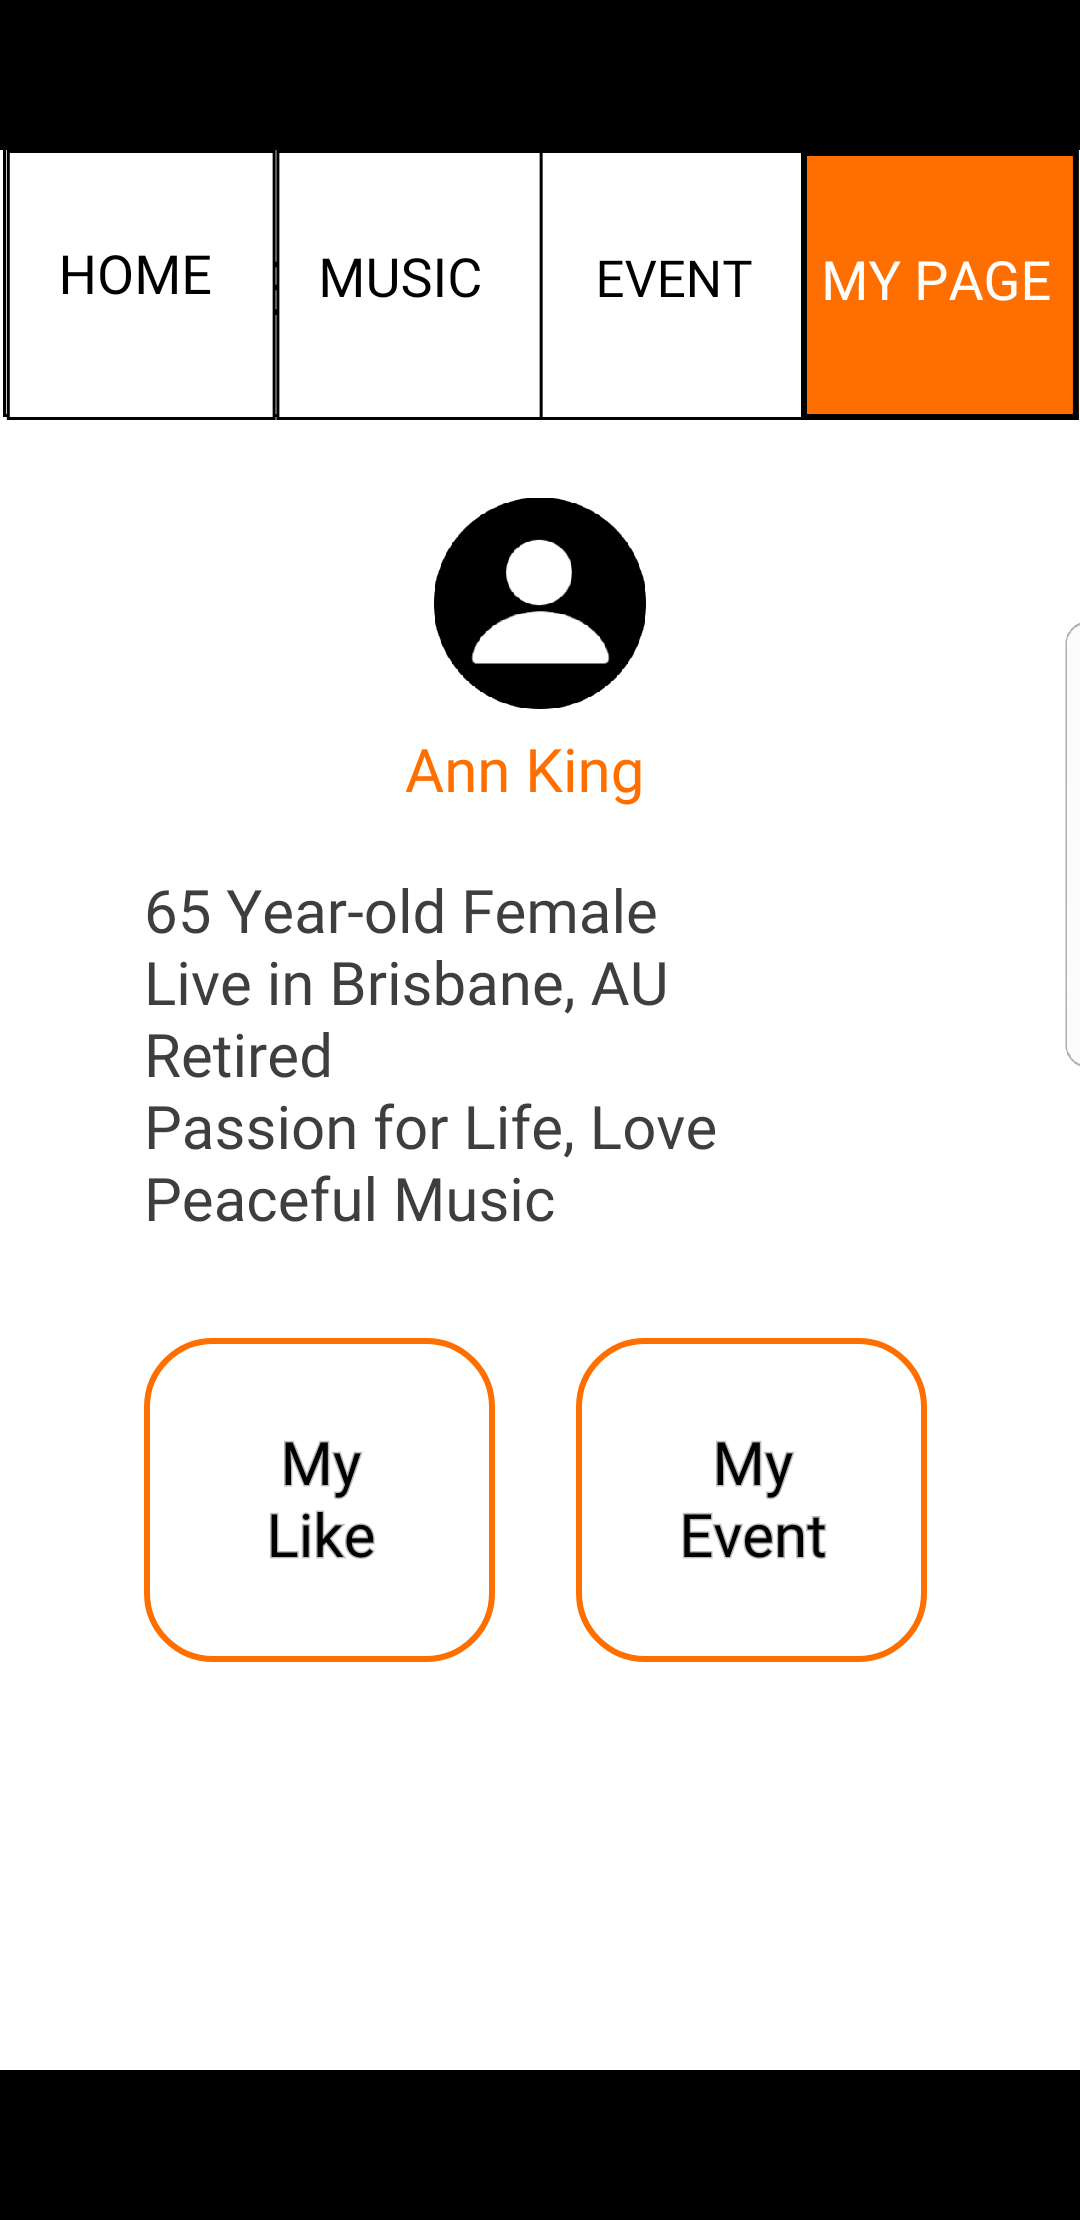 HOME MUSIC EVENT MY PAGE
Ann King
65 Year-old Female
Live in Brisbane, AU
Retired
Passion for Life, Love
Peaceful Music
My
Like
My
Event